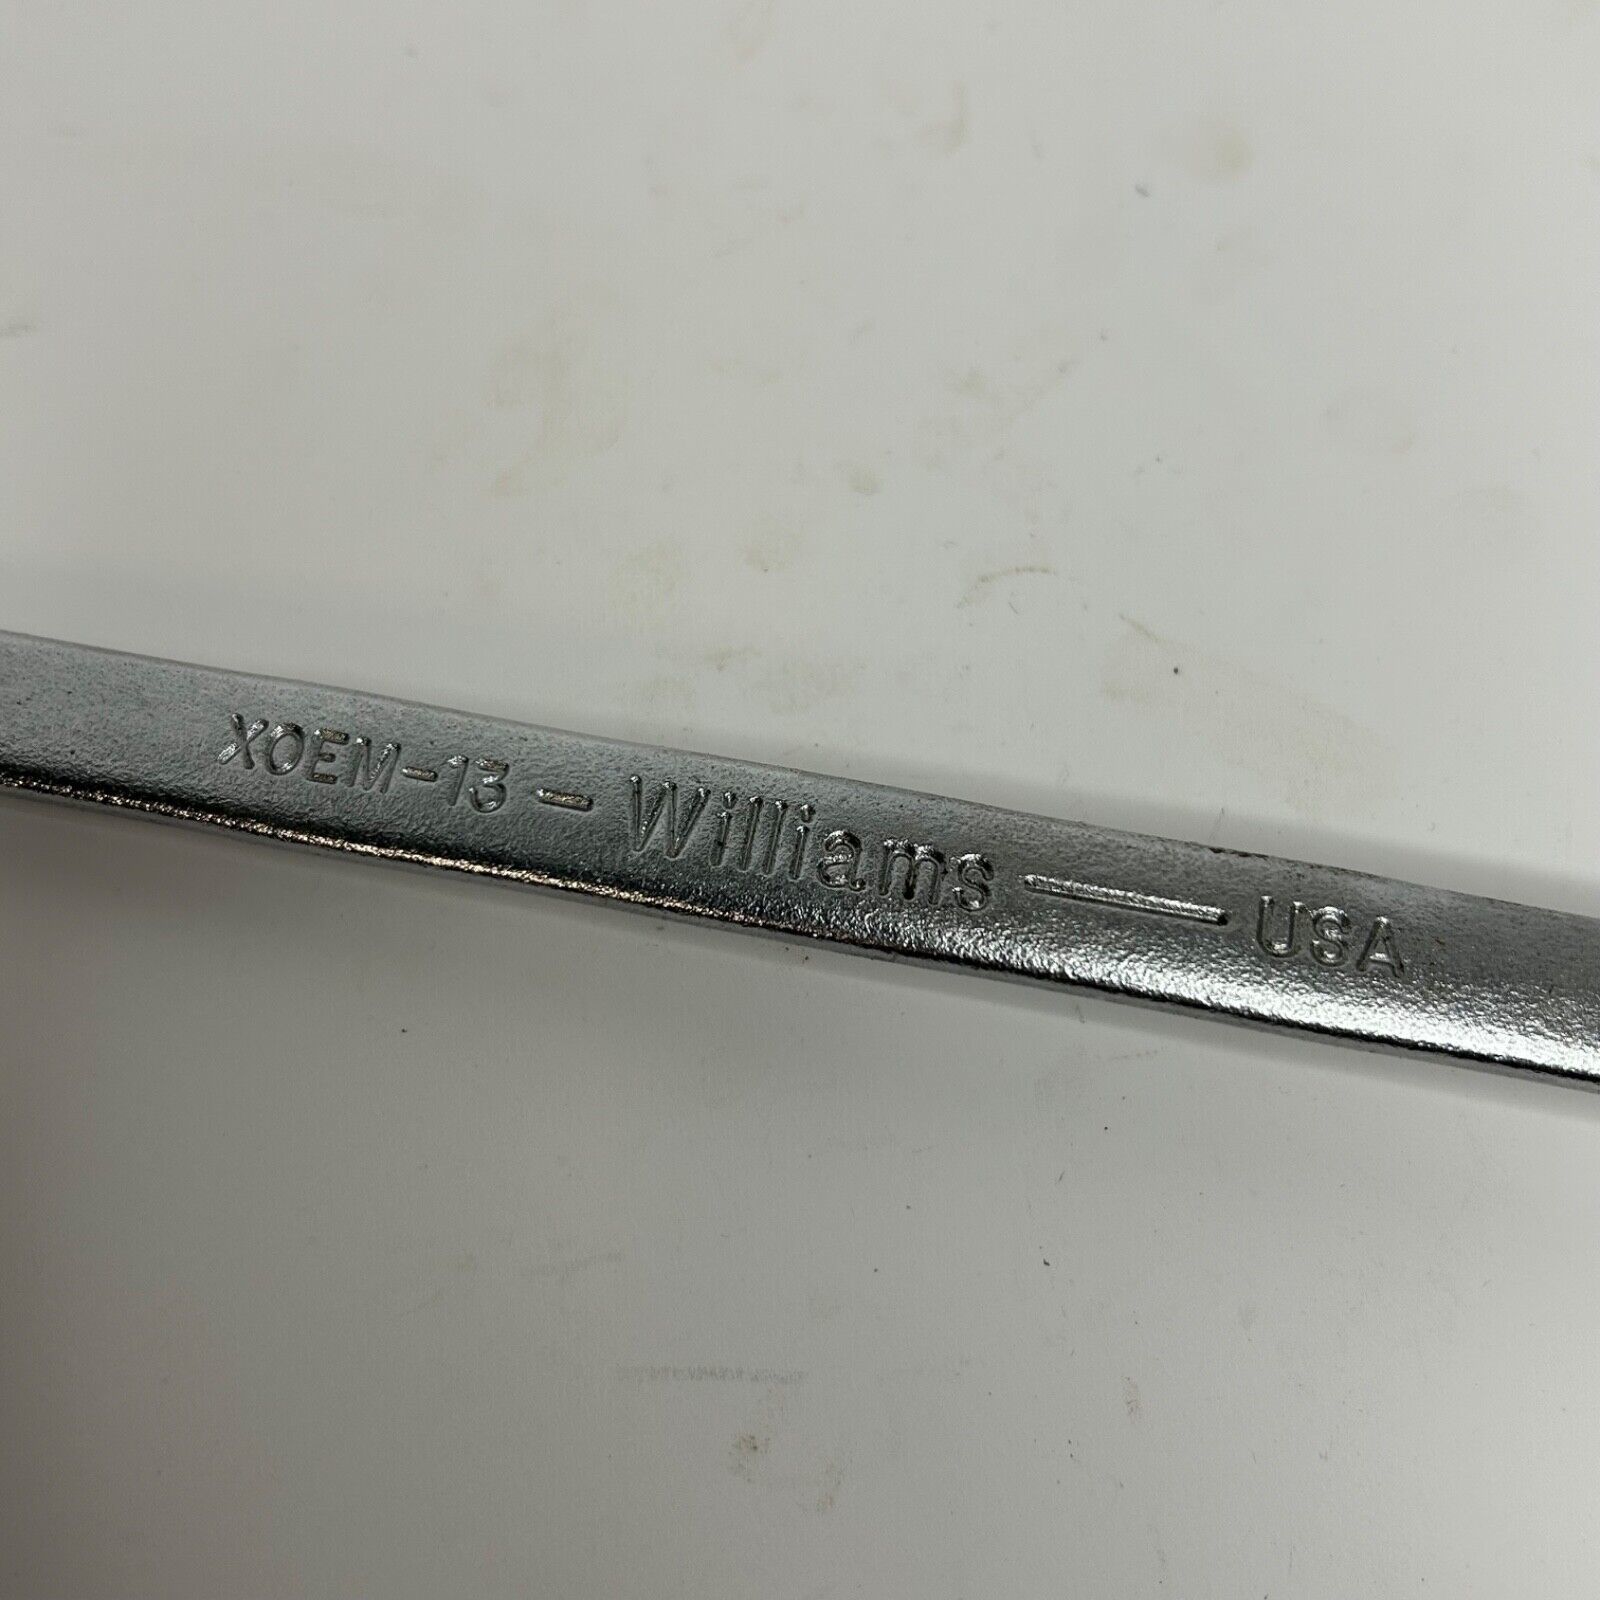 XOEM-13 - Williams — USA